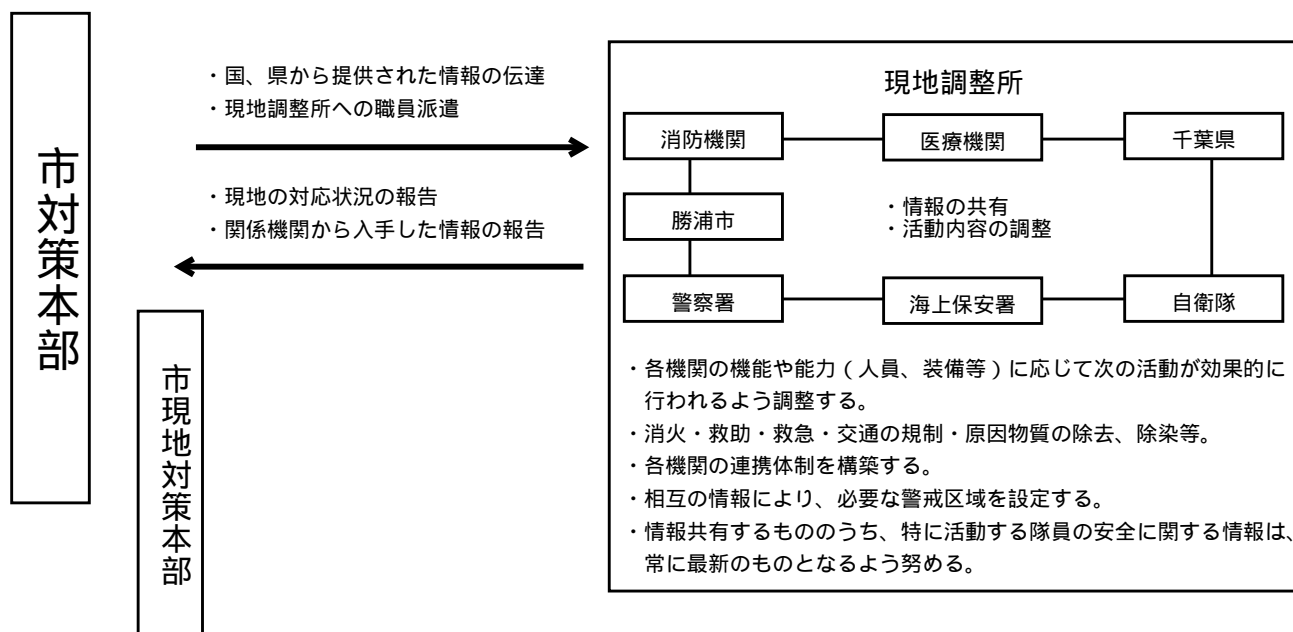 市対策本部
・国、県から提供された情報の伝達
・現地調整所への職員派遣
・現地の対応状況の報告
・関係機関から入手した情報の報告
市現地対策本部
現地調整所
消防機関
医療機関
千葉県
勝浦市
・情報の共有
・活動内容の調整
警察署
海上保安署
自衛隊
・各機関の機能や能力(人員、装備等)に応じて次の活動が効果的に
行われるよう調整する。
・消火・救助・救急・交通の規制・原因物質の除去、除染等。
・各機関の連携体制を構築する。
・相互の情報により、必要な警戒区域を設定する。
・情報共有するもののうち、特に活動する隊員の安全に関する情報は、
常に最新のものとなるよう努める。